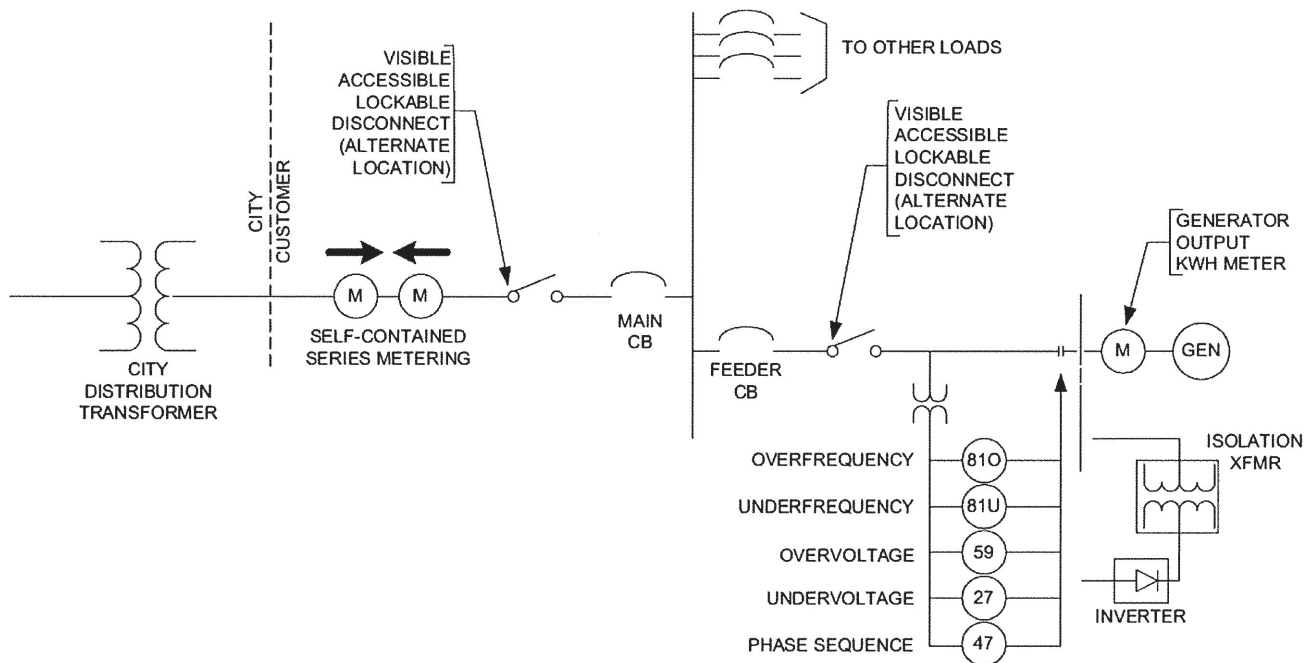 VISIBLE
ACCESSIBLE
LOCKABLE
DISCONNECT
(ALTERNATE
LOCATION)
TO OTHER LOADS
VISIBLE
ACCESSIBLE
LOCKABLE
DISCONNECT
(ALTERNATE
LOCATION)
CITY
CUSTOMER
GENERATOR
OUTPUT
KWH METER
M M
SELF-CONTAINED
SERIES METERING
MAIN
CB
CITY
DISTRIBUTION
TRANSFORMER
FEEDER
CB
M GEN
OVERFREQUENCY 81O
UNDERFREQUENCY 81U
OVERVOLTAGE 59
UNDERVOLTAGE 27
PHASE SEQUENCE 47
ISOLATION
XFMR
INVERTER